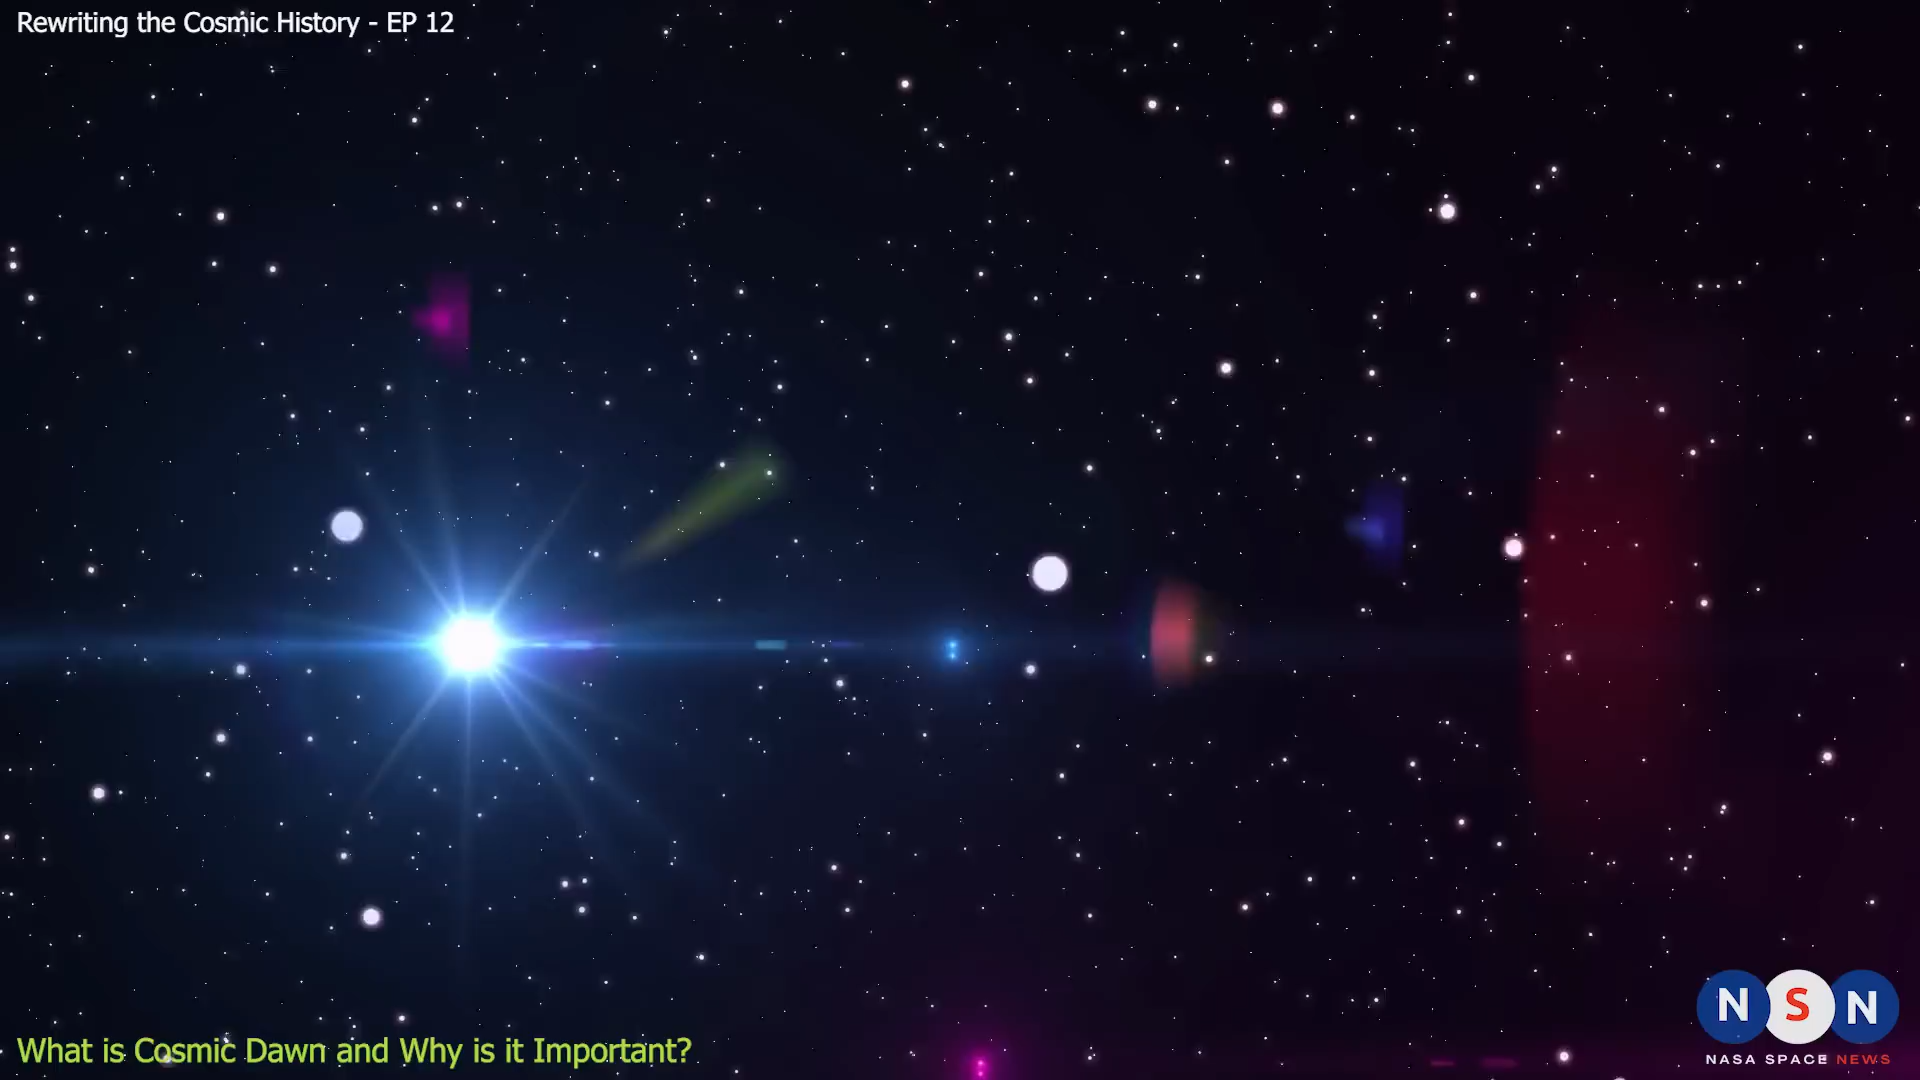 Rewriting the Cosmic History - EP 12
What is Cosmic Dawn and Why is it Important?
NSN
NASA SPACE NEWS